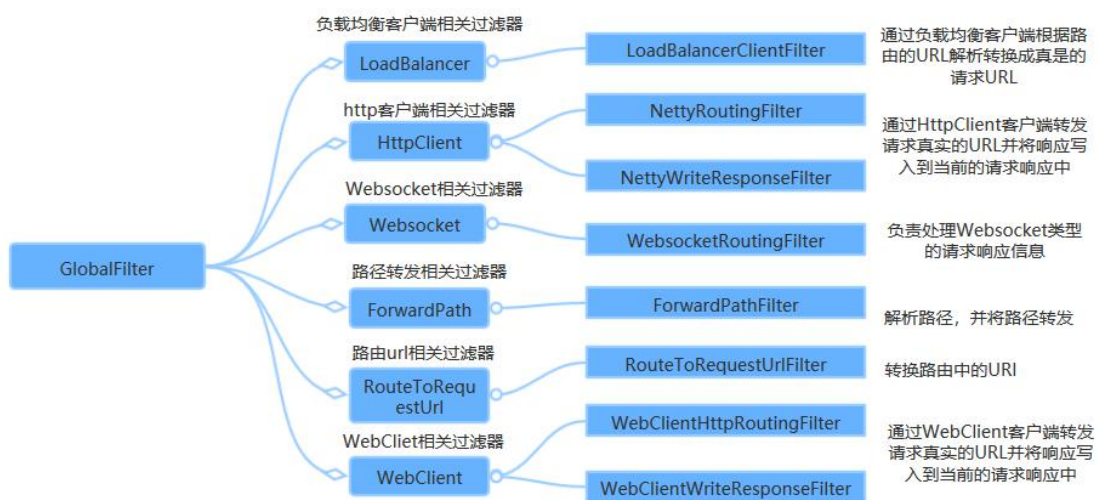 负载均衡客户端相关过滤器
LoadBalancer
LoadBalancerClientFilter
通过负载均衡客户端根据路
由的URL解析转换成真是的
请求URL
http客户端相关过滤器
HttpClient
NettyRoutingFilter
NettyWriteResponseFilter
通过HttpClient客户端转发
请求真实的URL并将响应写
入到当前的请求响应中
Websocket相关过滤器
Websocket
WebsocketRoutingFilter
负责处理Websocket类型
的请求响应信息
GlobalFilter
路径转发相关过滤器
ForwardPath
ForwardPathFilter
解析路径，并将路径转发
路由url相关过滤器
RouteToRequ
estUrl
RouteToRequestUrlFilter
转换路由中的URI
WebCliet相关过滤器
WebClient
WebClientHttpRoutingFilter
WebClientWriteResponseFilter
通过WebClient客户端转发
请求真实的URL并将响应写
入到当前的请求响应中